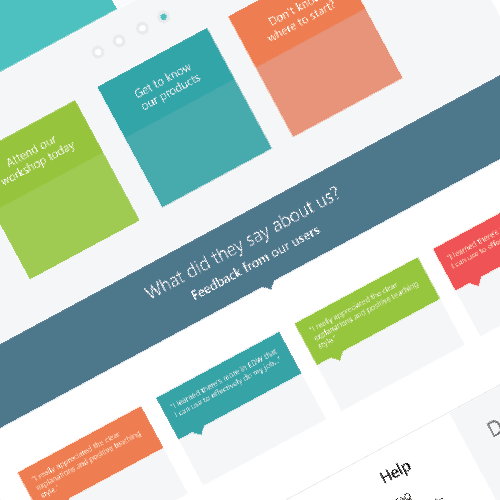 Attend our
workshop today
Get to know
our products
Don't know
where to start?
What did they say about us?
Feedback from our users
"I really appreciated the clear
explanations and positive teaching
style."
"I learned there's more in EDW that
I can use to effectively do my job..."
"I really appreciated the clear
explanations and positive teaching
style."
"I learned there's
I can use to effe
Help
D